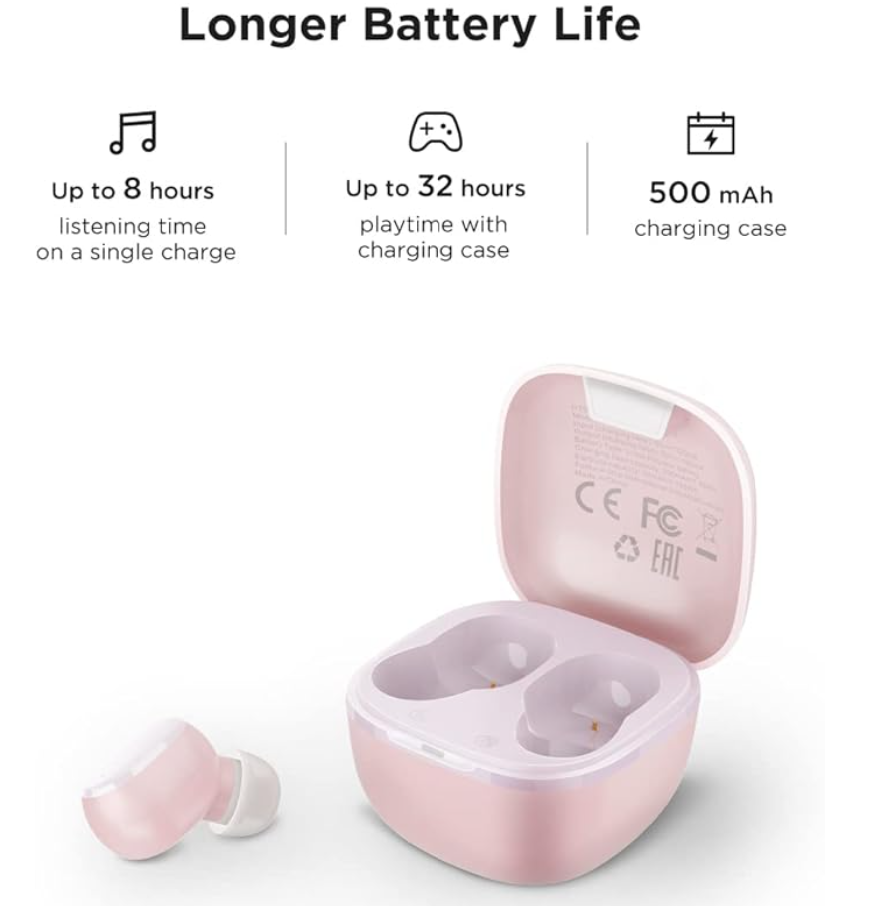 Longer Battery Life
Up to 8 hours
listening time
on a single charge
Up to 32 hours
playtime with
charging case
500 mAh
charging case
CE FC
EAC